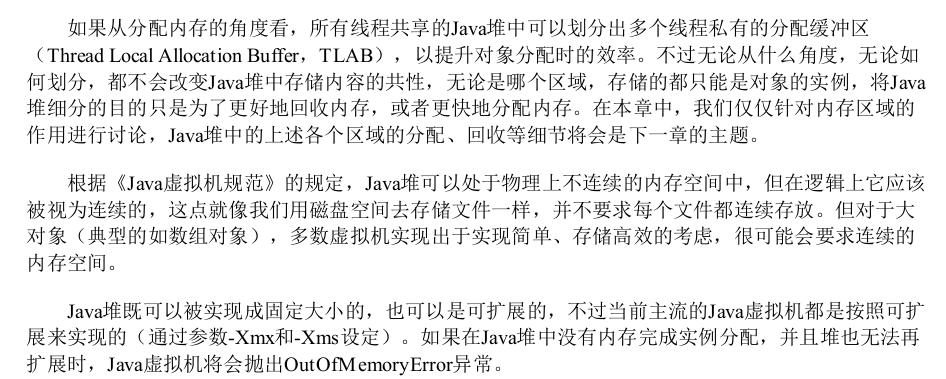 如果从分配内存的角度看，所有线程共享的Java堆中可以划分出多个线程私有的分配缓冲区
（Thread Local Allocation Buffer，TLAB），以提升对象分配时的效率。不过无论从什么角度，无论如
何划分，都不会改变Java堆中存储内容的共性，无论是哪个区域，存储的都只能是对象的实例，将Java
堆细分的目的只是为了更好地回收内存，或者更快地分配内存。在本章中，我们仅仅针对内存区域的
作用进行讨论，Java堆中的上述各个区域的分配、回收等细节将会是下一章的主题。
根据《Java虚拟机规范》的规定，Java堆可以处于物理上不连续的内存空间中，但在逻辑上它应该
被视为连续的，这点就像我们用磁盘空间去存储文件一样，并不要求每个文件都连续存放。但对于大
对象（典型的如数组对象），多数虚拟机实现出于实现简单、存储高效的考虑，很可能会要求连续的
内存空间。
Java堆既可以被实现成固定大小的，也可以是可扩展的，不过当前主流的Java虚拟机都是按照可扩
展来实现的（通过参数-Xmx和-Xms设定）。如果在Java堆中没有内存完成实例分配，并且堆也无法再
扩展时，Java虚拟机将会抛出OutOfMemoryError异常。